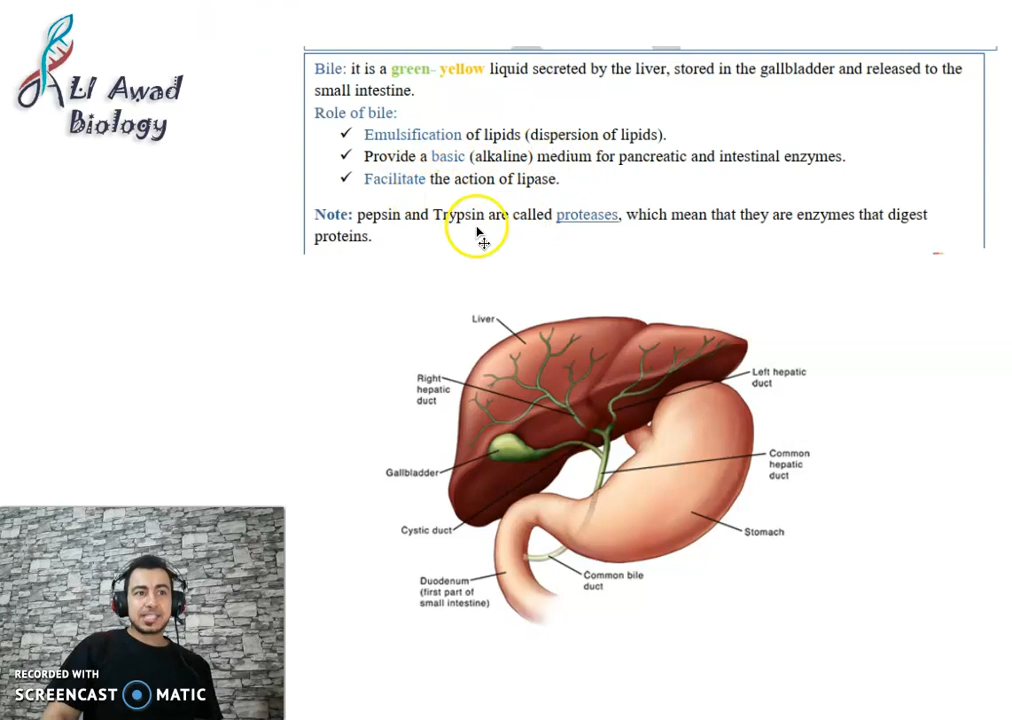 ALI Awad
Biology
Bile: it is a green- yellow liquid secreted by the liver, stored in the gallbladder and released to the
small intestine.
Role of bile:
✓ Emulsification of lipids (dispersion of lipids).
✓ Provide a basic (alkaline) medium for pancreatic and intestinal enzymes.
✓ Facilitate the action of lipase.
Note: pepsin and Trypsin are called proteases, which mean that they are enzymes that digest
proteins.
Liver
Right
hepatic
duct
Left hepatic
duct
Gallbladder
Common
hepatic
duct
Cystic duct
Stomach
Duodenum
(first part of
small intestine)
Common bile
duct
RECORDED WITH
SCREENCAST MATIC